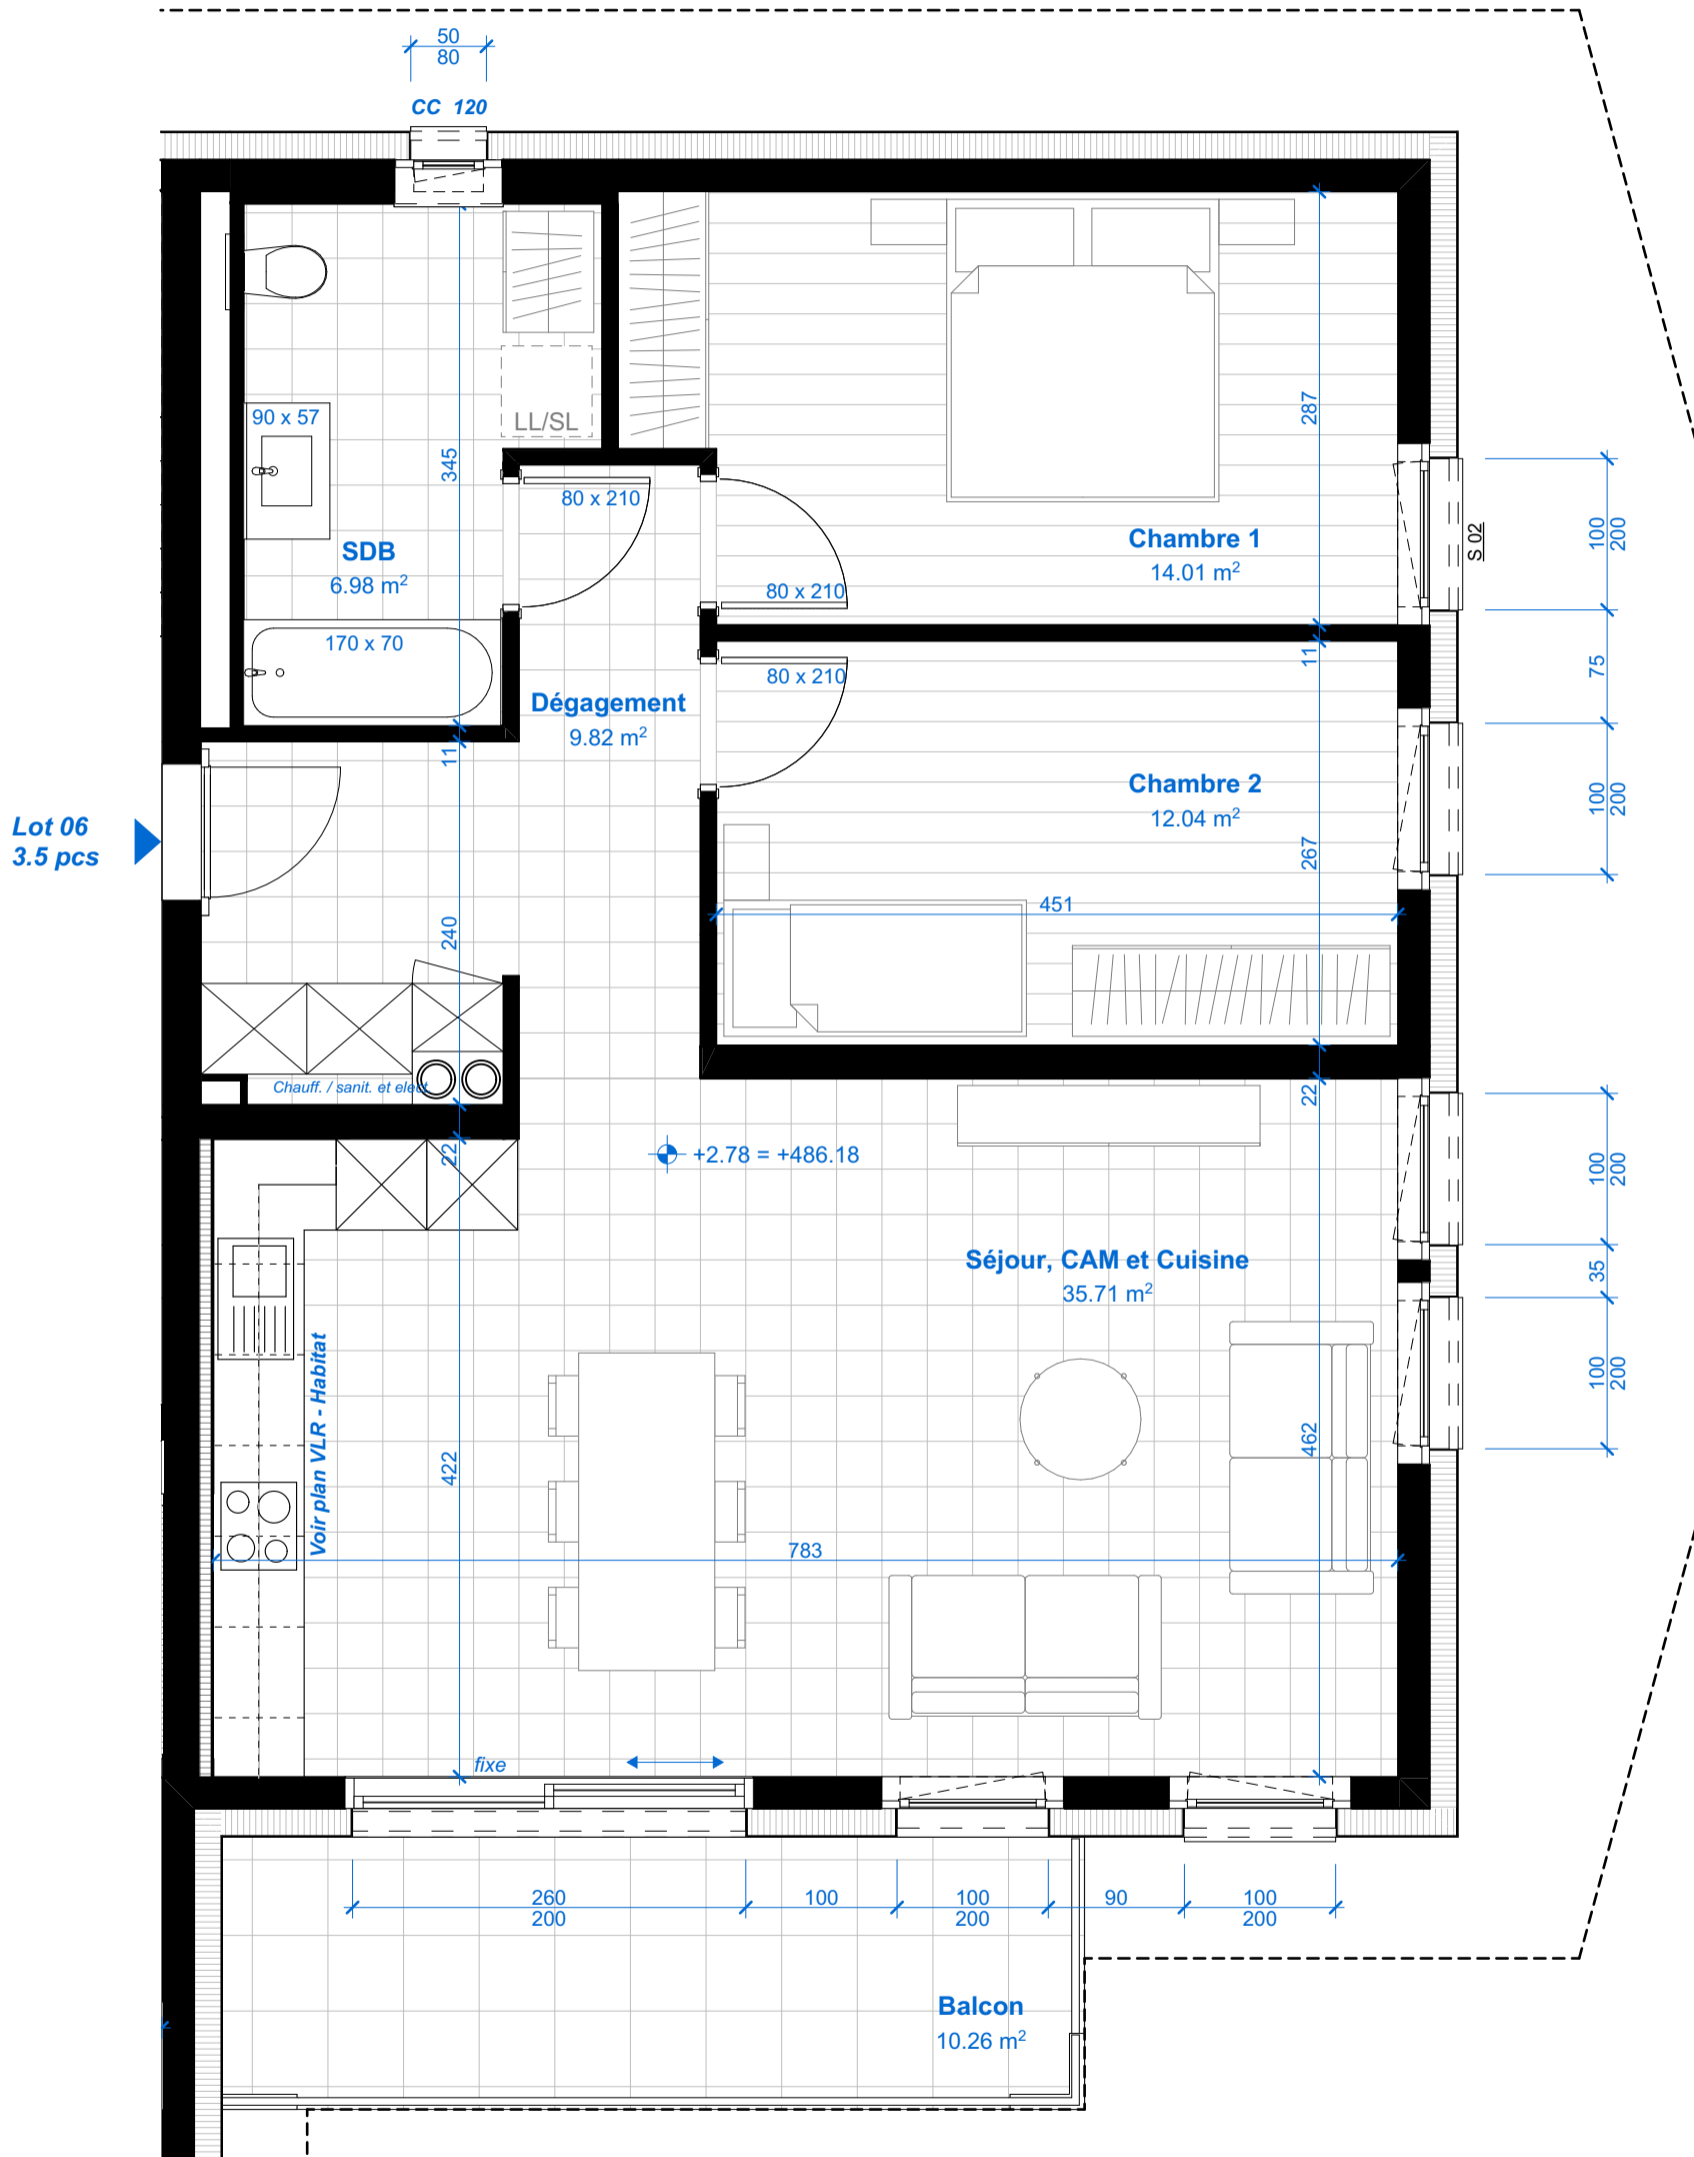 50
80
CC 120
90 x 57
LL/SL
345
80 x 210
287
SDB
6.98 m²
Chambre 1
14.01 m²
80 x 210
S 02
100
200
170 x 70
11
80 x 210
75
Dégagement
9.82 m²
11
Chambre 2
12.04 m²
100
200
Lot 06
3.5 pcs
267
451
240
Chauff. / sanit. et elect.
22
22
+2.78 = +486.18
100
200
Séjour, CAM et Cuisine
35.71 m²
35
Voir plan VLR - Habitat
100
200
422
462
783
fixe
260
200
100
100
200
90
100
200
Balcon
10.26 m²